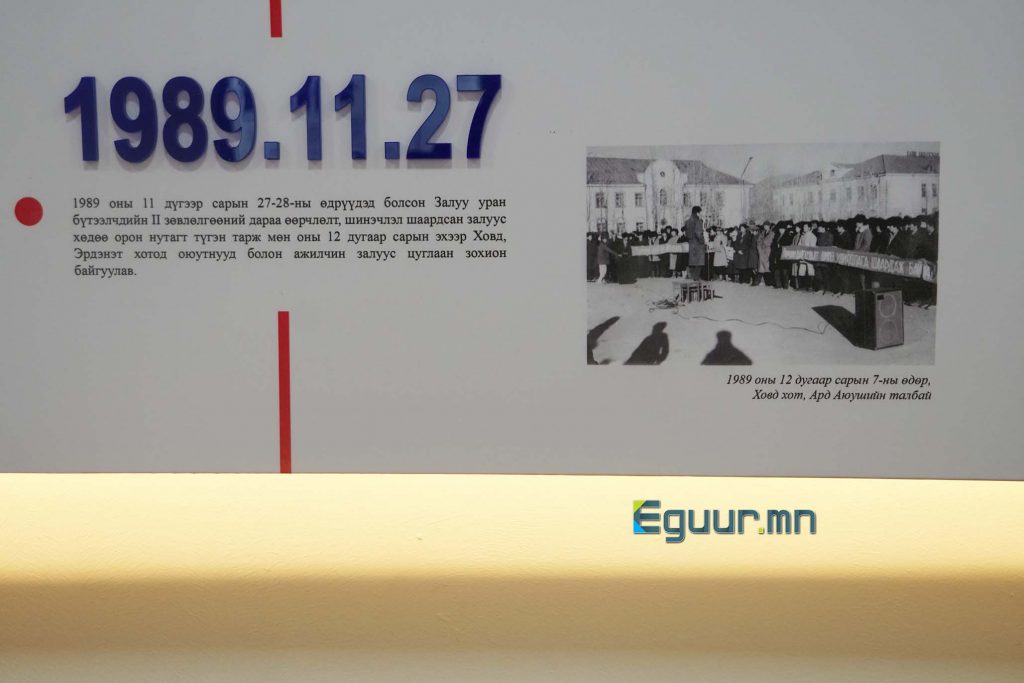 1989.11.27
1989 оны 11 дүгээр сарын 27-28-ны өдрүүдэд болсон Залуу уран
бүтээлчдийн II зөвлөлгөөний дараа өөрчлөлт, шинэчлэл шаардсан залуус
хөдөө орон нутагт түгэн тарж мөн оны 12 дугаар сарын эхээр Ховд,
Эрдэнэт хотод оюутнууд болон ажилчин залуус цуглаан зохион
байгуулав.
1989 оны 12 дугаар сарын 7-ны өдөр,
Ховд хот, Ард Аюушийн талбай
Eguur.mn